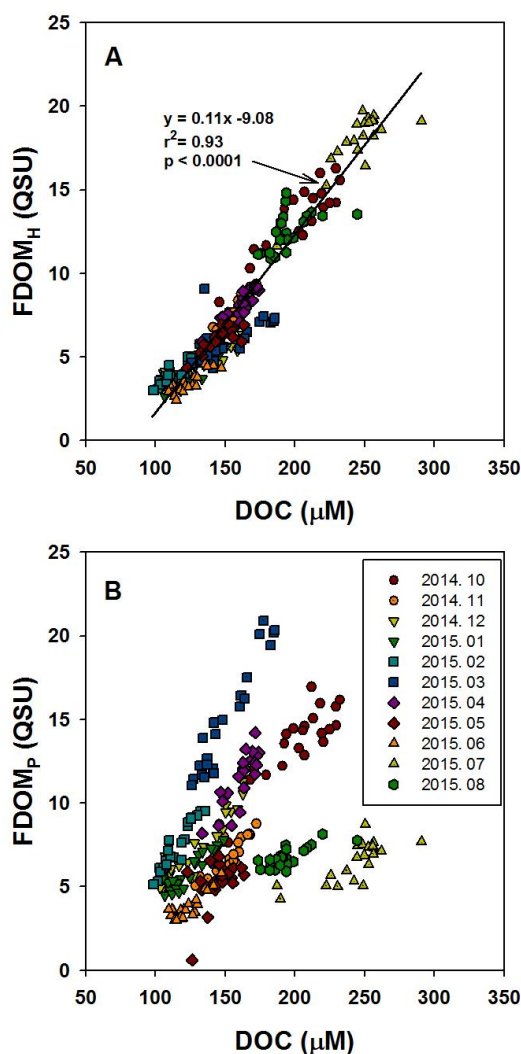 25
20
15
10
5
0
FDOM_H (QSU)
A
y = 0.11x -9.08
r²= 0.93
p < 0.0001
50 100 150 200 250 300 350
DOC (µM)
25
20
15
10
5
0
FDOM_P (QSU)
B
2014. 10
2014. 11
2014. 12
2015. 01
2015. 02
2015. 03
2015. 04
2015. 05
2015. 06
2015. 07
2015. 08
50 100 150 200 250 300 350
DOC (µM)